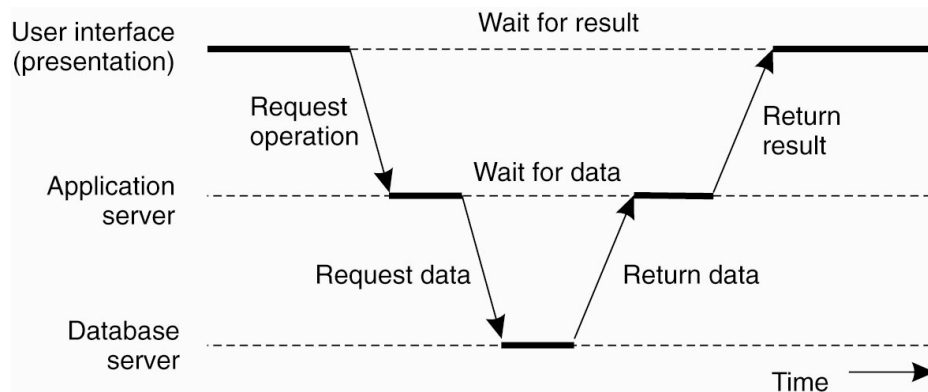 User interface
(presentation)
Wait for result
Request
operation
Return
result
Application
server
Wait for data
Request data
Return data
Database
server
Time